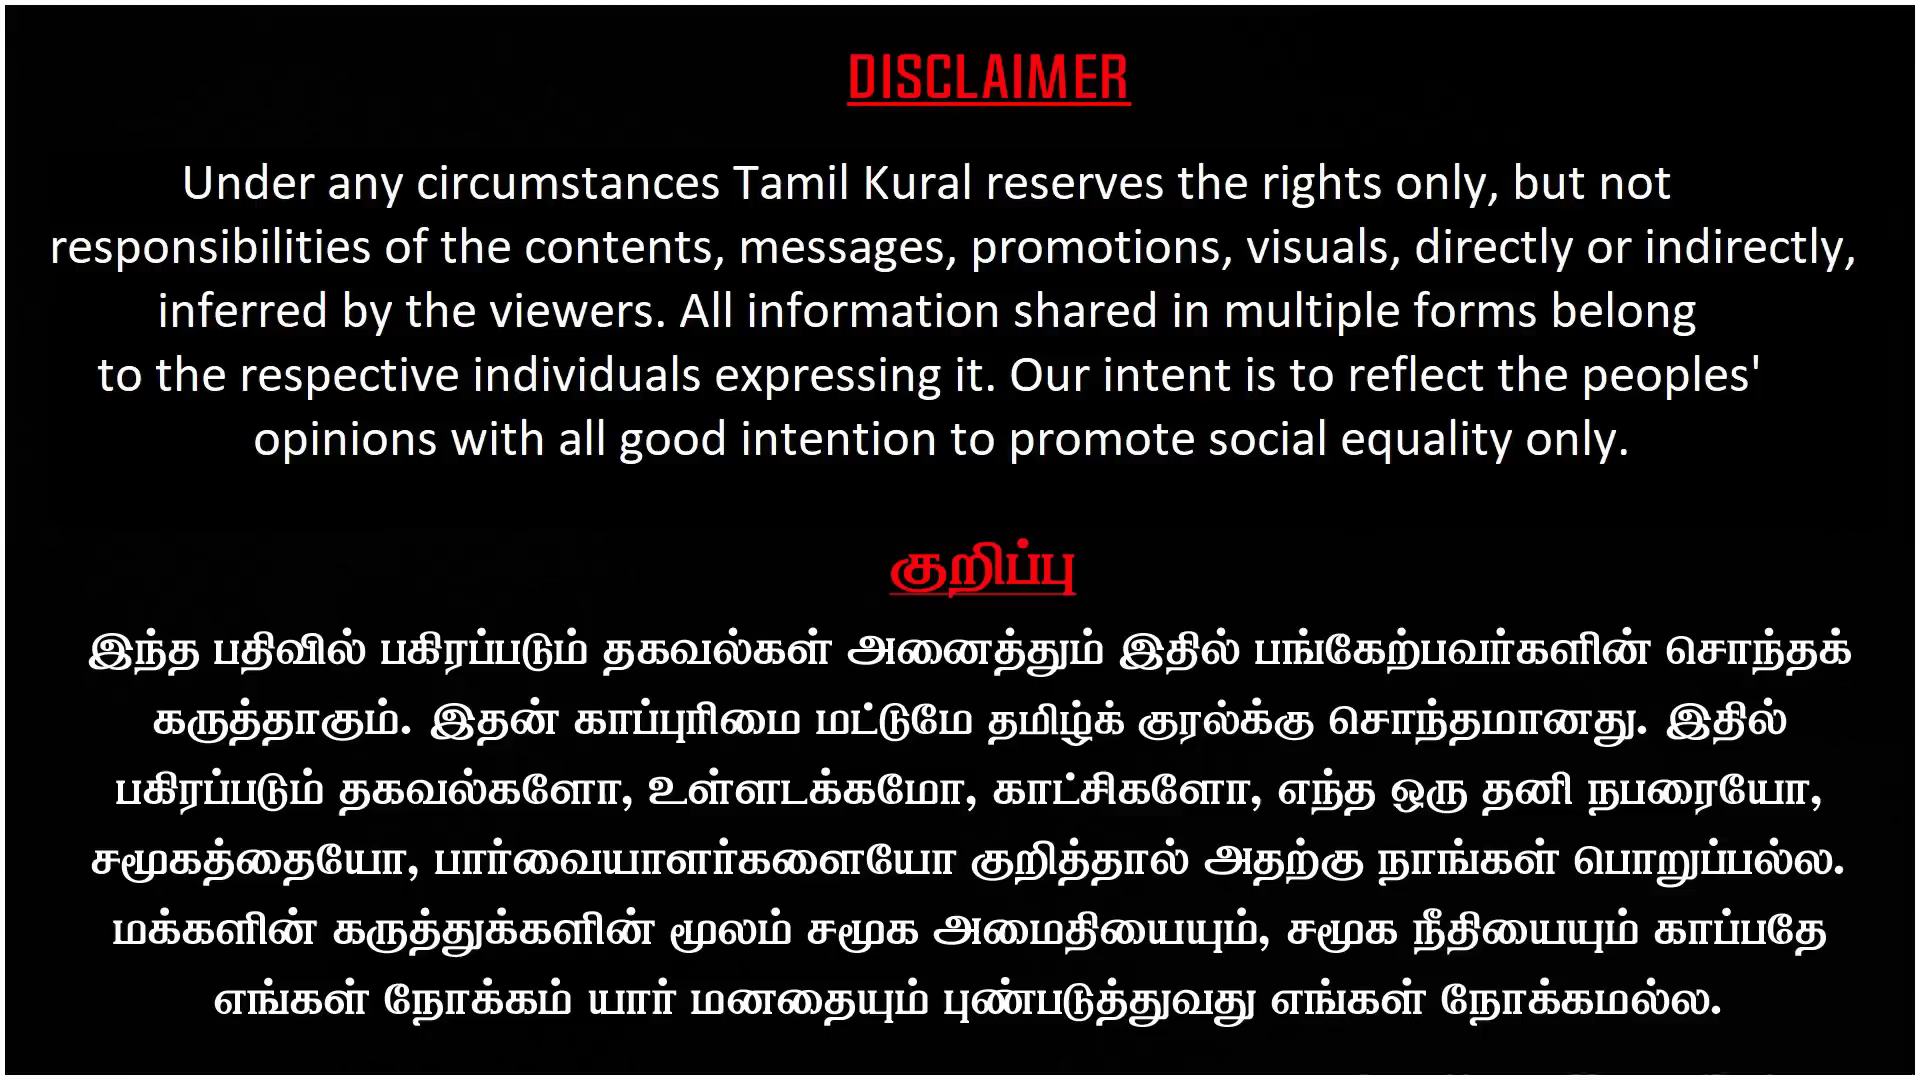 DISCLAIMER
Under any circumstances Tamil Kural reserves the rights only, but not
responsibilities of the contents, messages, promotions, visuals, directly or indirectly,
inferred by the viewers. All information shared in multiple forms belong
to the respective individuals expressing it. Our intent is to reflect the peoples'
opinions with all good intention to promote social equality only.
குறிப்பு
இந்த பதிவில் பகிரப்படும் தகவல்கள் அனைத்தும் இதில் பங்கேற்பவர்களின் சொந்தக்
கருத்தாகும். இதன் காப்புரிமை மட்டுமே தமிழ்க் குரல்க்கு சொந்தமானது. இதில்
பகிரப்படும் தகவல்களோ, உள்ளடக்கமோ, காட்சிகளோ, எந்த ஒரு தனி நபரையோ,
சமூகத்தையோ, பார்வையாளர்களையோ குறித்தால் அதற்கு நாங்கள் பொறுப்பல்ல.
மக்களின் கருத்துக்களின் மூலம் சமூக அமைதியையும், சமூக நீதியையும் காப்பதே
எங்கள் நோக்கம் யார் மனதையும் புண்படுத்துவது எங்கள் நோக்கமல்ல.